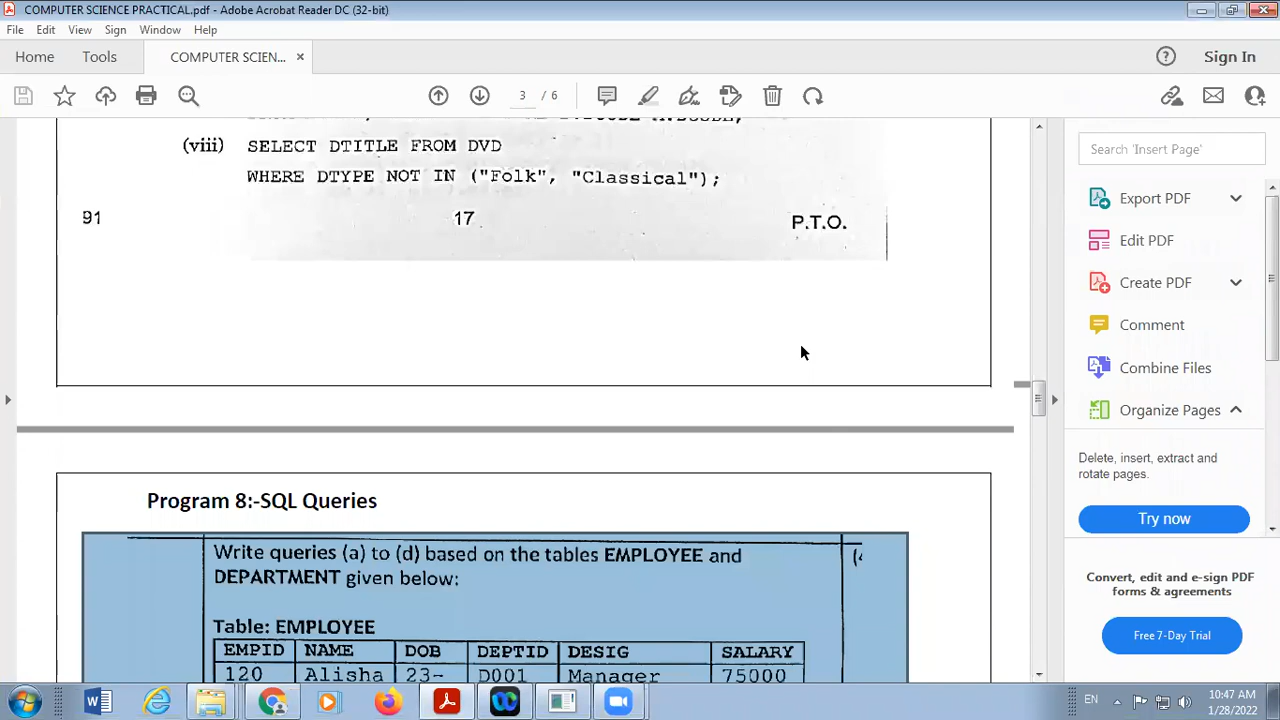 COMPUTER SCIENCE PRACTICAL.pdf - Adobe Acrobat Reader DC (32-bit)
File Edit View Sign Window Help
Home Tools COMPUTER SCIEN... × Sign In
3 / 6
(viii) SELECT DTITLE FROM DVD
WHERE DTYPE NOT IN ("Folk", "Classical");
91 17 P.T.O.
Program 8:-SQL Queries
Write queries (a) to (d) based on the tables EMPLOYEE and
DEPARTMENT given below:
Table: EMPLOYEE
EMPID NAME DOB DEPTID DESIG SALARY
120 Alisha 23- D001 Manager 75000
Search 'Insert Page'
Export PDF
Edit PDF
Create PDF
Comment
Combine Files
Organize Pages
Delete, insert, extract and
rotate pages.
Try now
Convert, edit and e-sign PDF
forms & agreements
Free 7-Day Trial
EN 10:47 AM
1/28/2022